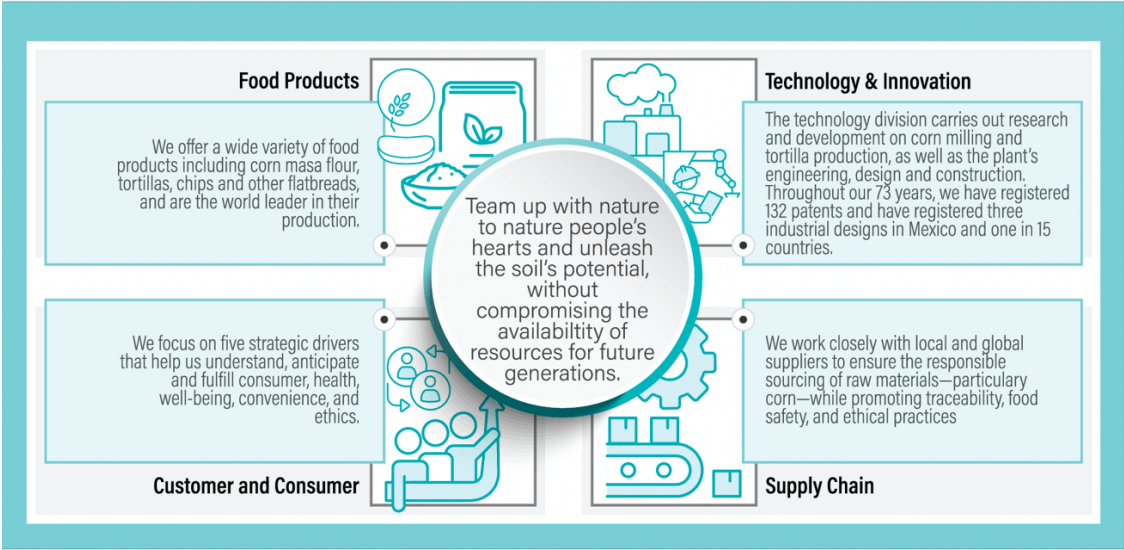 Food Products
We offer a wide variety of food
products including corn masa flour,
tortillas, chips and other flatbreads,
and are the world leader in their
production.
Technology & Innovation
The technology division carries out research
and development on corn milling and
tortilla production, as well as the plant's
engineering, design and construction.
Throughout our 73 years, we have registered
132 patents and have registered three
industrial designs in Mexico and one in 15
countries.
Team up with nature
to nature people's
hearts and unleash
the soil's potential,
without
compromising the
availabiltity of
resources for future
generations.
We focus on five strategic drivers
that help us understand, anticipate
and fulfill consumer, health,
well-being, convenience, and
ethics.
Customer and Consumer
We work closely with local and global
suppliers to ensure the responsible
sourcing of raw materials—particulary
corn—while promoting traceability, food
safety, and ethical practices
Supply Chain